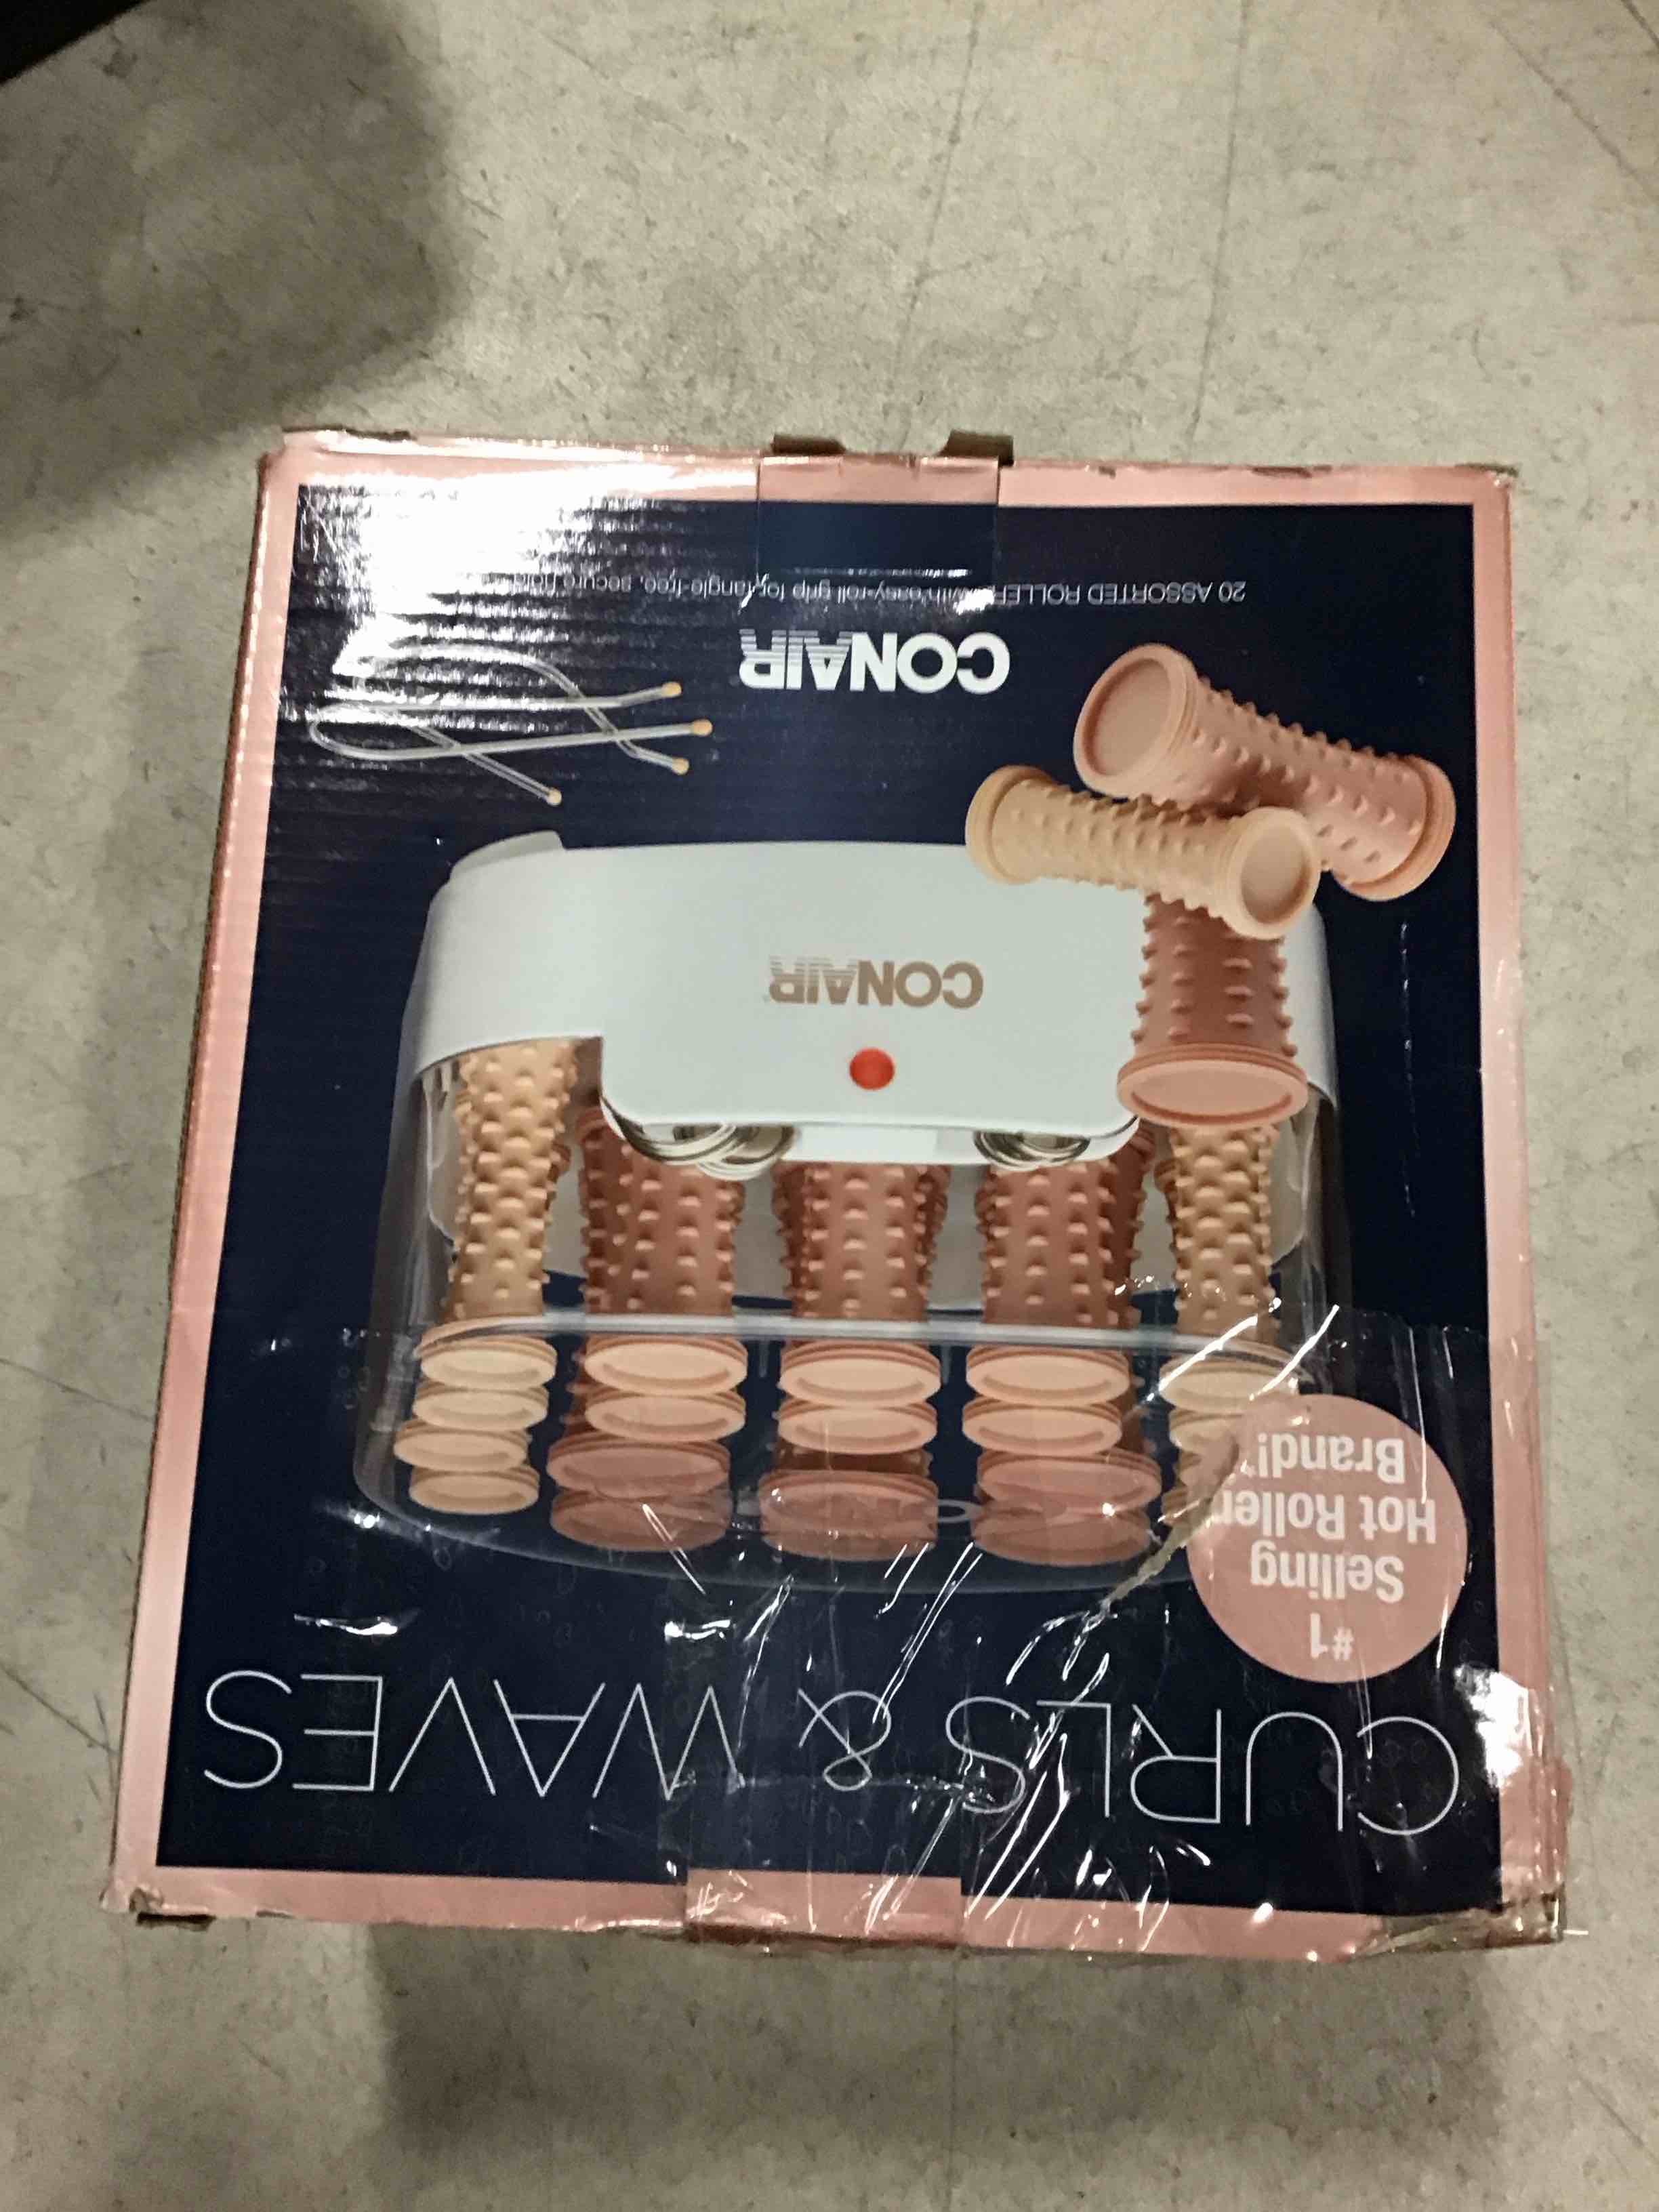 CURLS & WAVES
#1
Selling
Hot Roller
Brand!
CONAIR
CONAIR
20 ASSORTED ROLLERS with easy-roll grip for tangle-free, secure hold